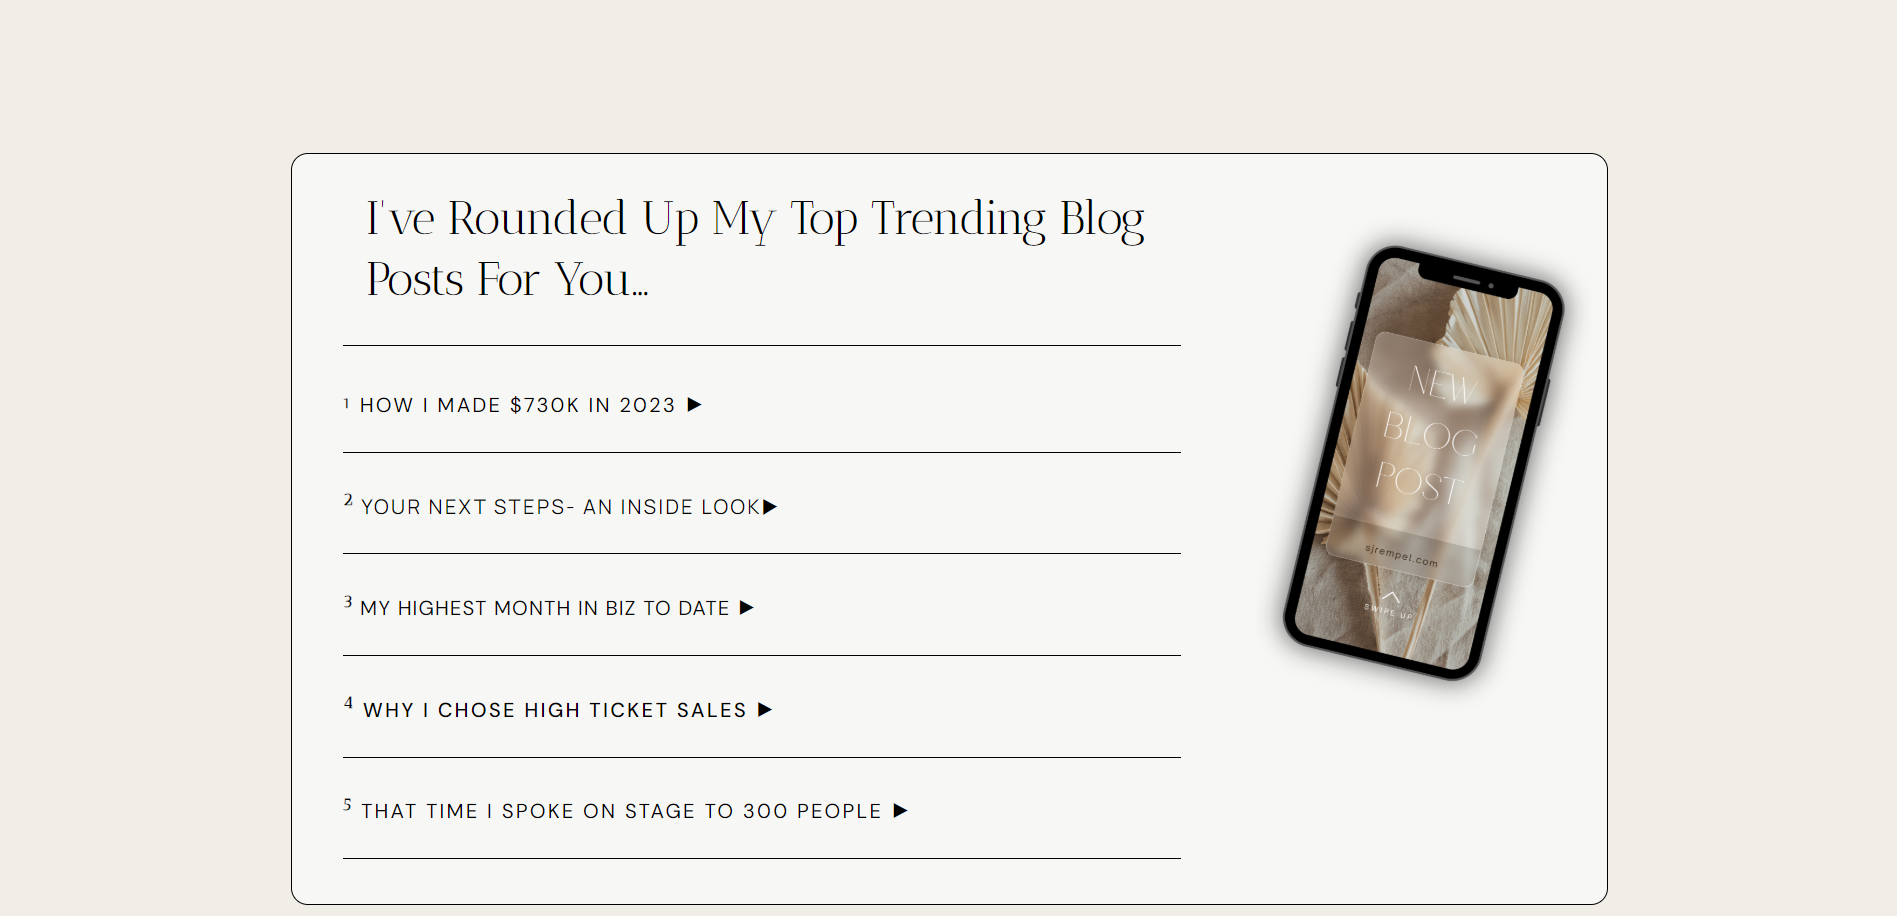 I've Rounded Up My Top Trending Blog
Posts For You...
1 HOW I MADE $730K IN 2023 ▶
2 YOUR NEXT STEPS- AN INSIDE LOOK▶
3 MY HIGHEST MONTH IN BIZ TO DATE ▶
4 WHY I CHOSE HIGH TICKET SALES ▶
5 THAT TIME I SPOKE ON STAGE TO 300 PEOPLE ▶
NEW
BLOG
POST
sjrempel.com
SWIPE UP